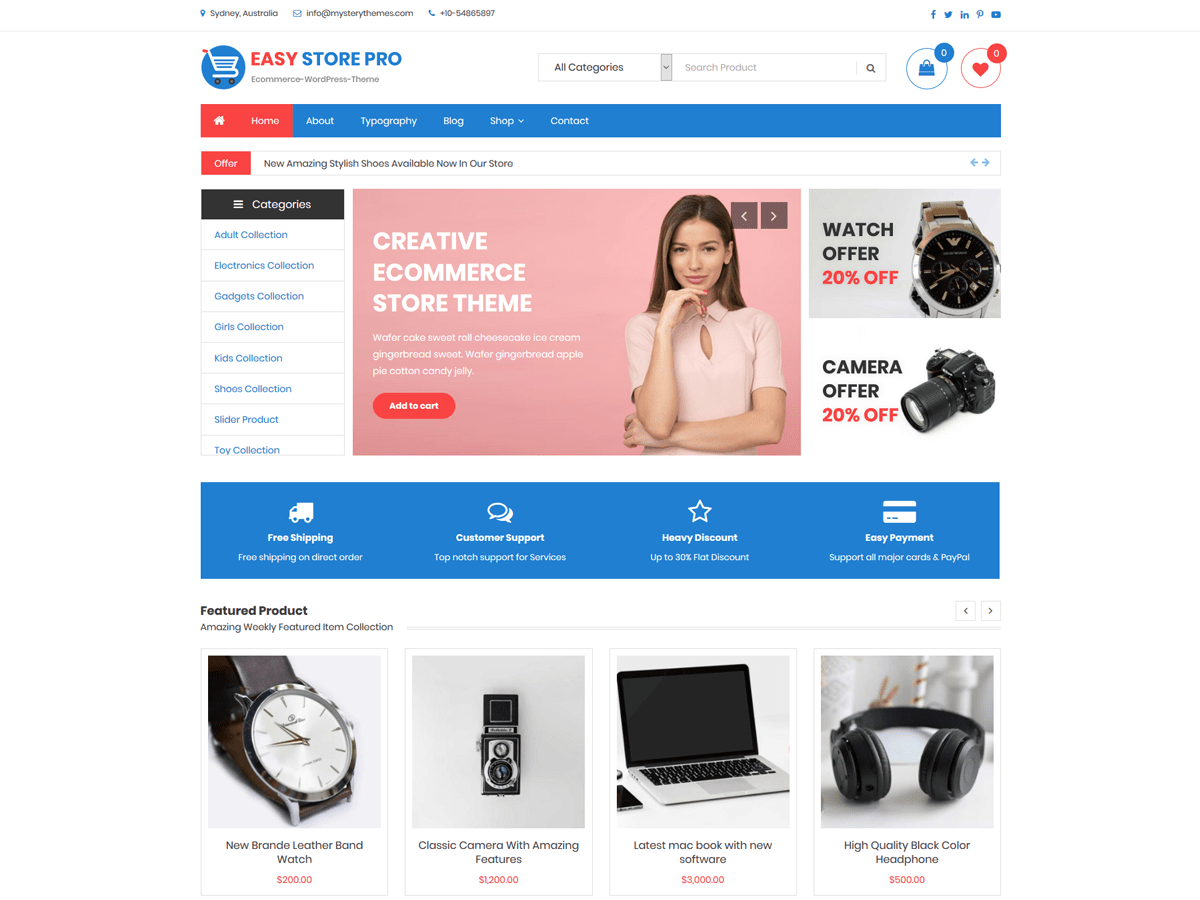 Sydney, Australia info@mysterythemes.com +10-54865897
EASY STORE PRO
Ecommerce-WordPress-Theme
All Categories
Search Product
0
0
Home About Typography Blog Shop Contact
Offer New Amazing Stylish Shoes Available Now In Our Store
Categories
Adult Collection
Electronics Collection
Gadgets Collection
Girls Collection
Kids Collection
Shoes Collection
Slider Product
Toy Collection
CREATIVE
ECOMMERCE
STORE THEME
Wafer cake sweet roll cheesecake ice cream
gingerbread sweet. Wafer gingerbread apple
pie cotton candy jelly.
Add to cart
WATCH
OFFER
20% OFF
CAMERA
OFFER
20% OFF
Free Shipping
Free shipping on direct order
Customer Support
Top notch support for Services
Heavy Discount
Up to 30% Flat Discount
Easy Payment
Support all major cards & PayPal
Featured Product
Amazing Weekly Featured Item Collection
New Brande Leather Band
Watch
$200.00
Classic Camera With Amazing
Features
$1,200.00
Latest mac book with new
software
$3,000.00
High Quality Black Color
Headphone
$500.00